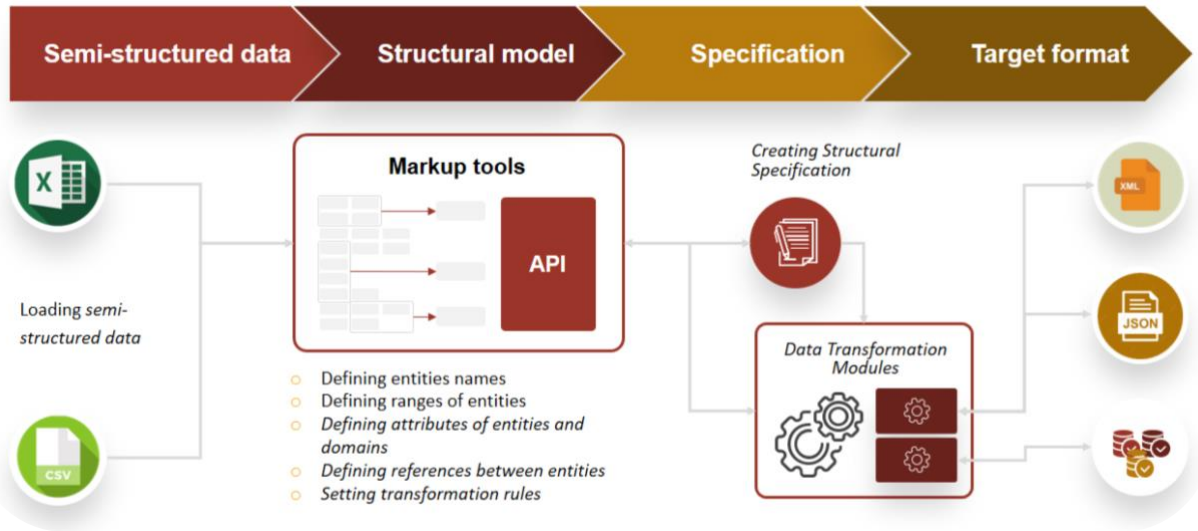 Semi-structured data
Structural model
Specification
Target format
X
Loading semi-
structured data
CSV
Markup tools
API
Defining entities names
Defining ranges of entities
Defining attributes of entities and
domains
Defining references between entities
Setting transformation rules
Creating Structural
Specification
Data Transformation
Modules
XML
JSON